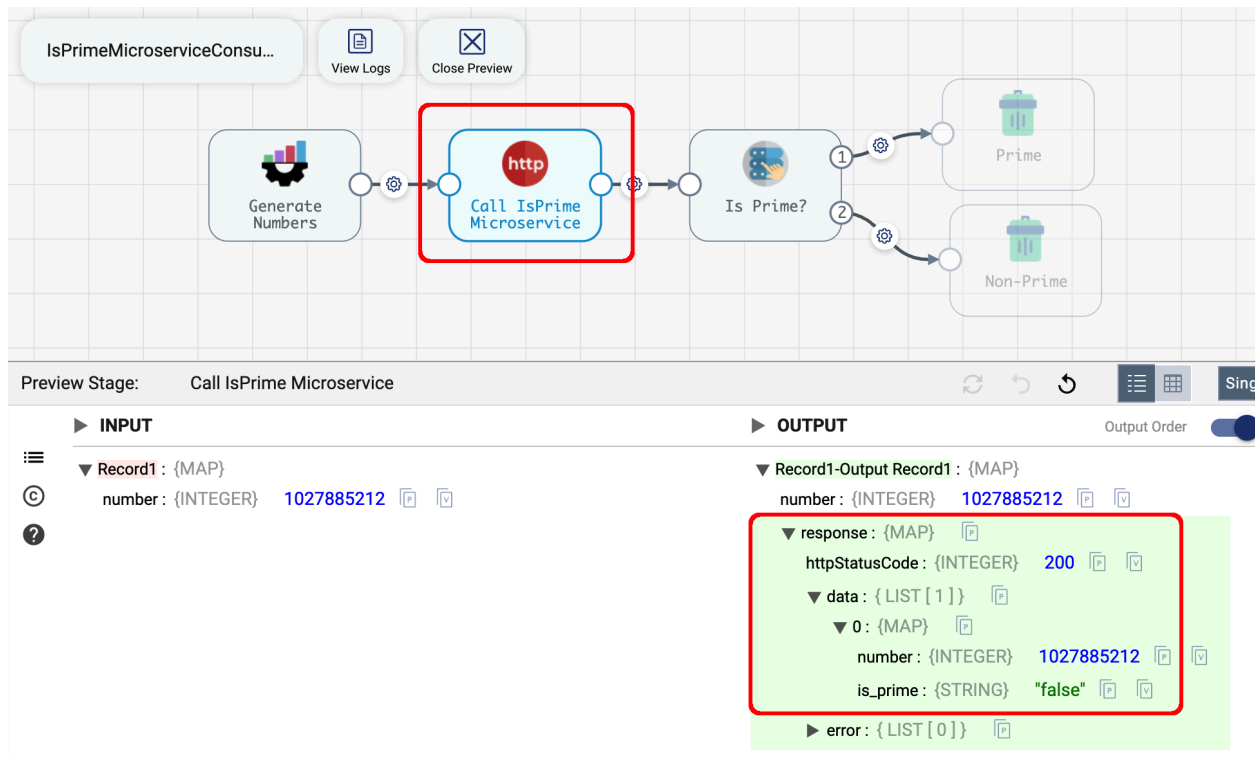 IsPrimeMicroserviceConsu...
View Logs
Close Preview
Generate
Numbers
http
Call IsPrime
Microservice
Is Prime?
1
2
Prime
Non-Prime
Preview Stage: Call IsPrime Microservice
Sing
INPUT
OUTPUT
Output Order
Record1 : {MAP}
number : {INTEGER} 1027885212 P V
Record1-Output Record1 : {MAP}
number : {INTEGER} 1027885212 P V
response : {MAP} P
httpStatusCode : {INTEGER} 200 P V
data : { LIST [ 1 ] } P
0 : {MAP} P
number : {INTEGER} 1027885212 P V
is_prime : {STRING} "false" P V
error : { LIST [ 0 ] } P
C
?